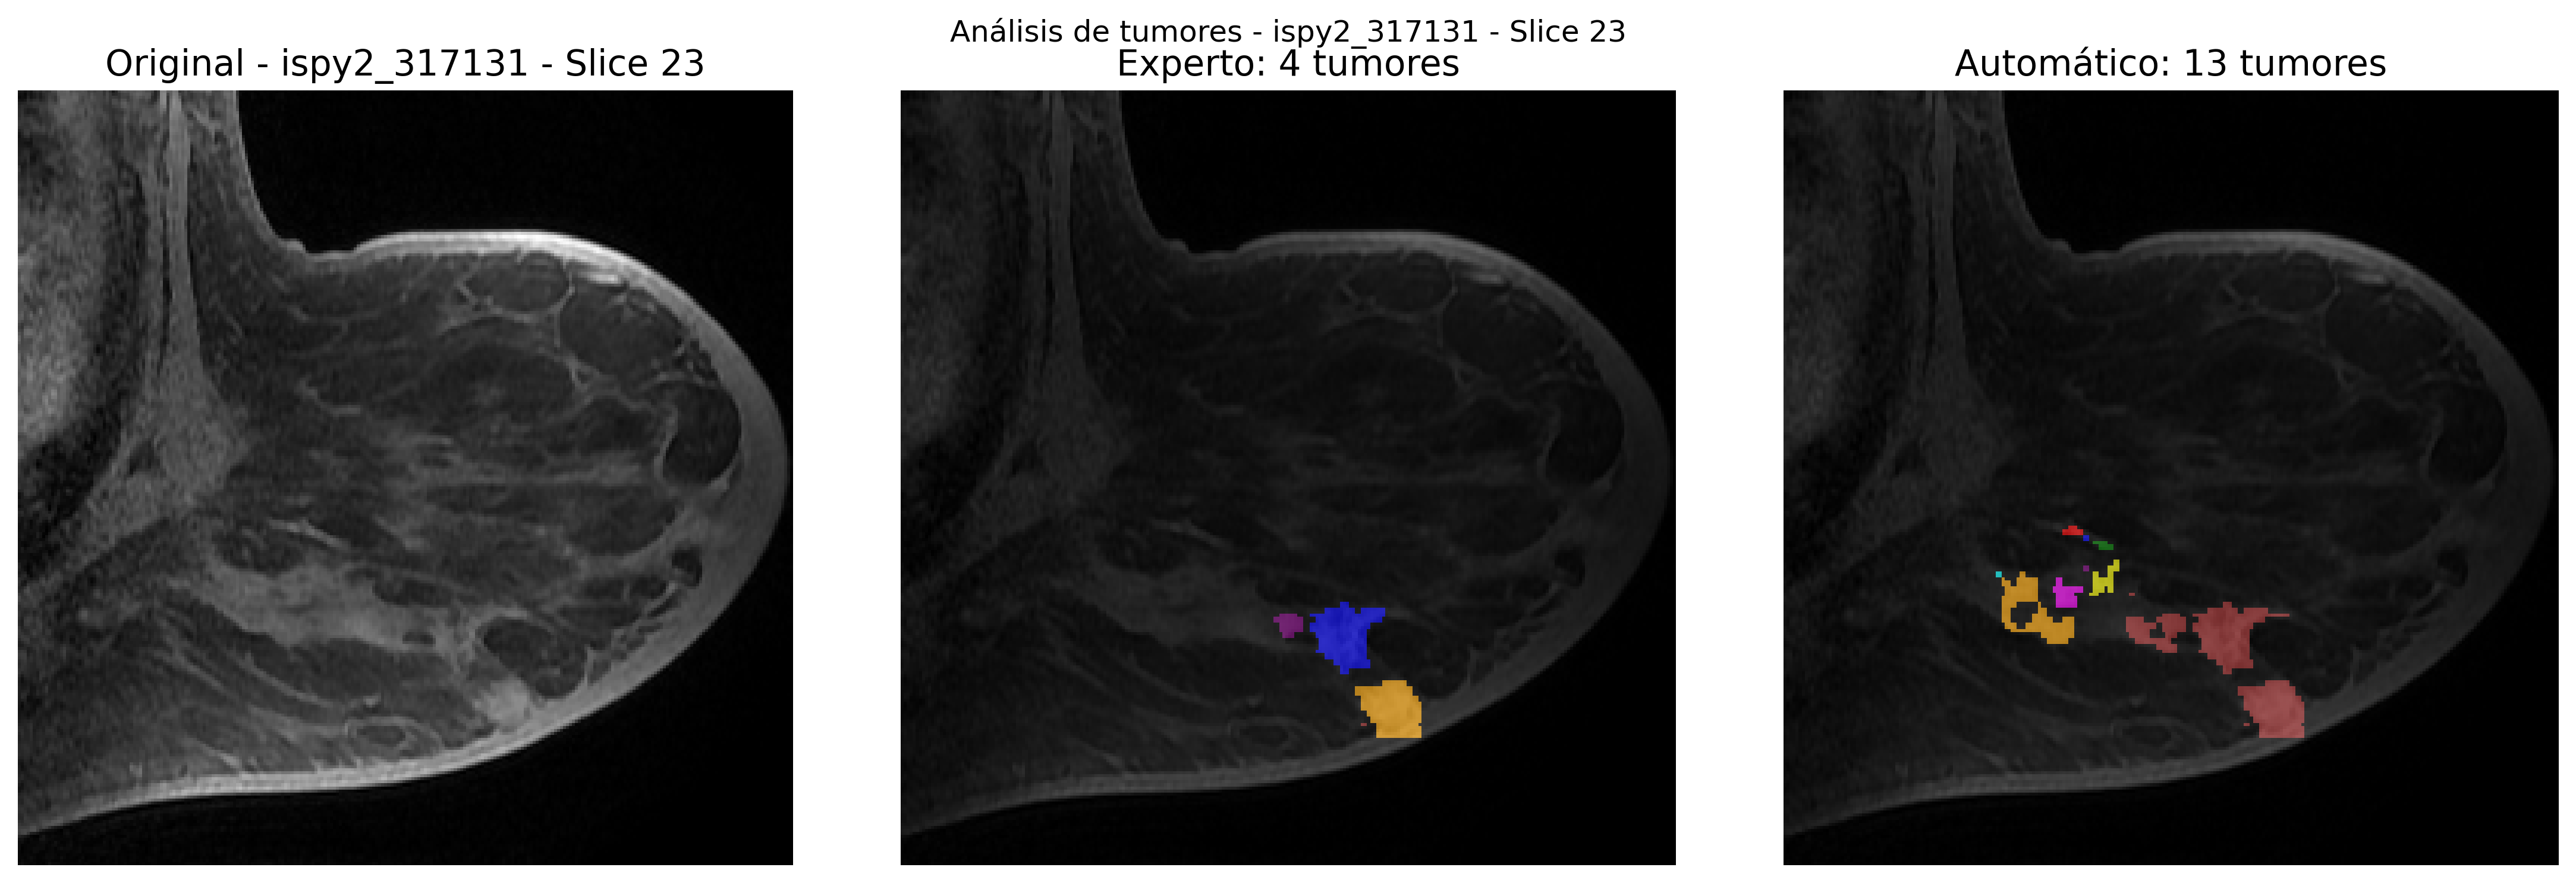 Análisis de tumores - ispy2_317131 - Slice 23
Original - ispy2_317131 - Slice 23
Experto: 4 tumores
Automático: 13 tumores